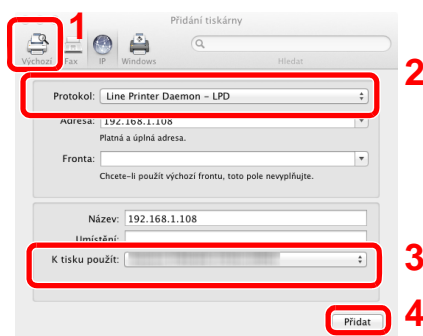 Přidání tiskárny
1
Výchozí Fax IP Windows Hledat
2
Protokol: Line Printer Daemon – LPD
Adresa: 192.168.1.108
Platná a úplná adresa.
Fronta:
Chcete-li použít výchozí frontu, toto pole nevyplňujte.
Název: 192.168.1.108
Umístění:
3
K tisku použít:
Přidat
4